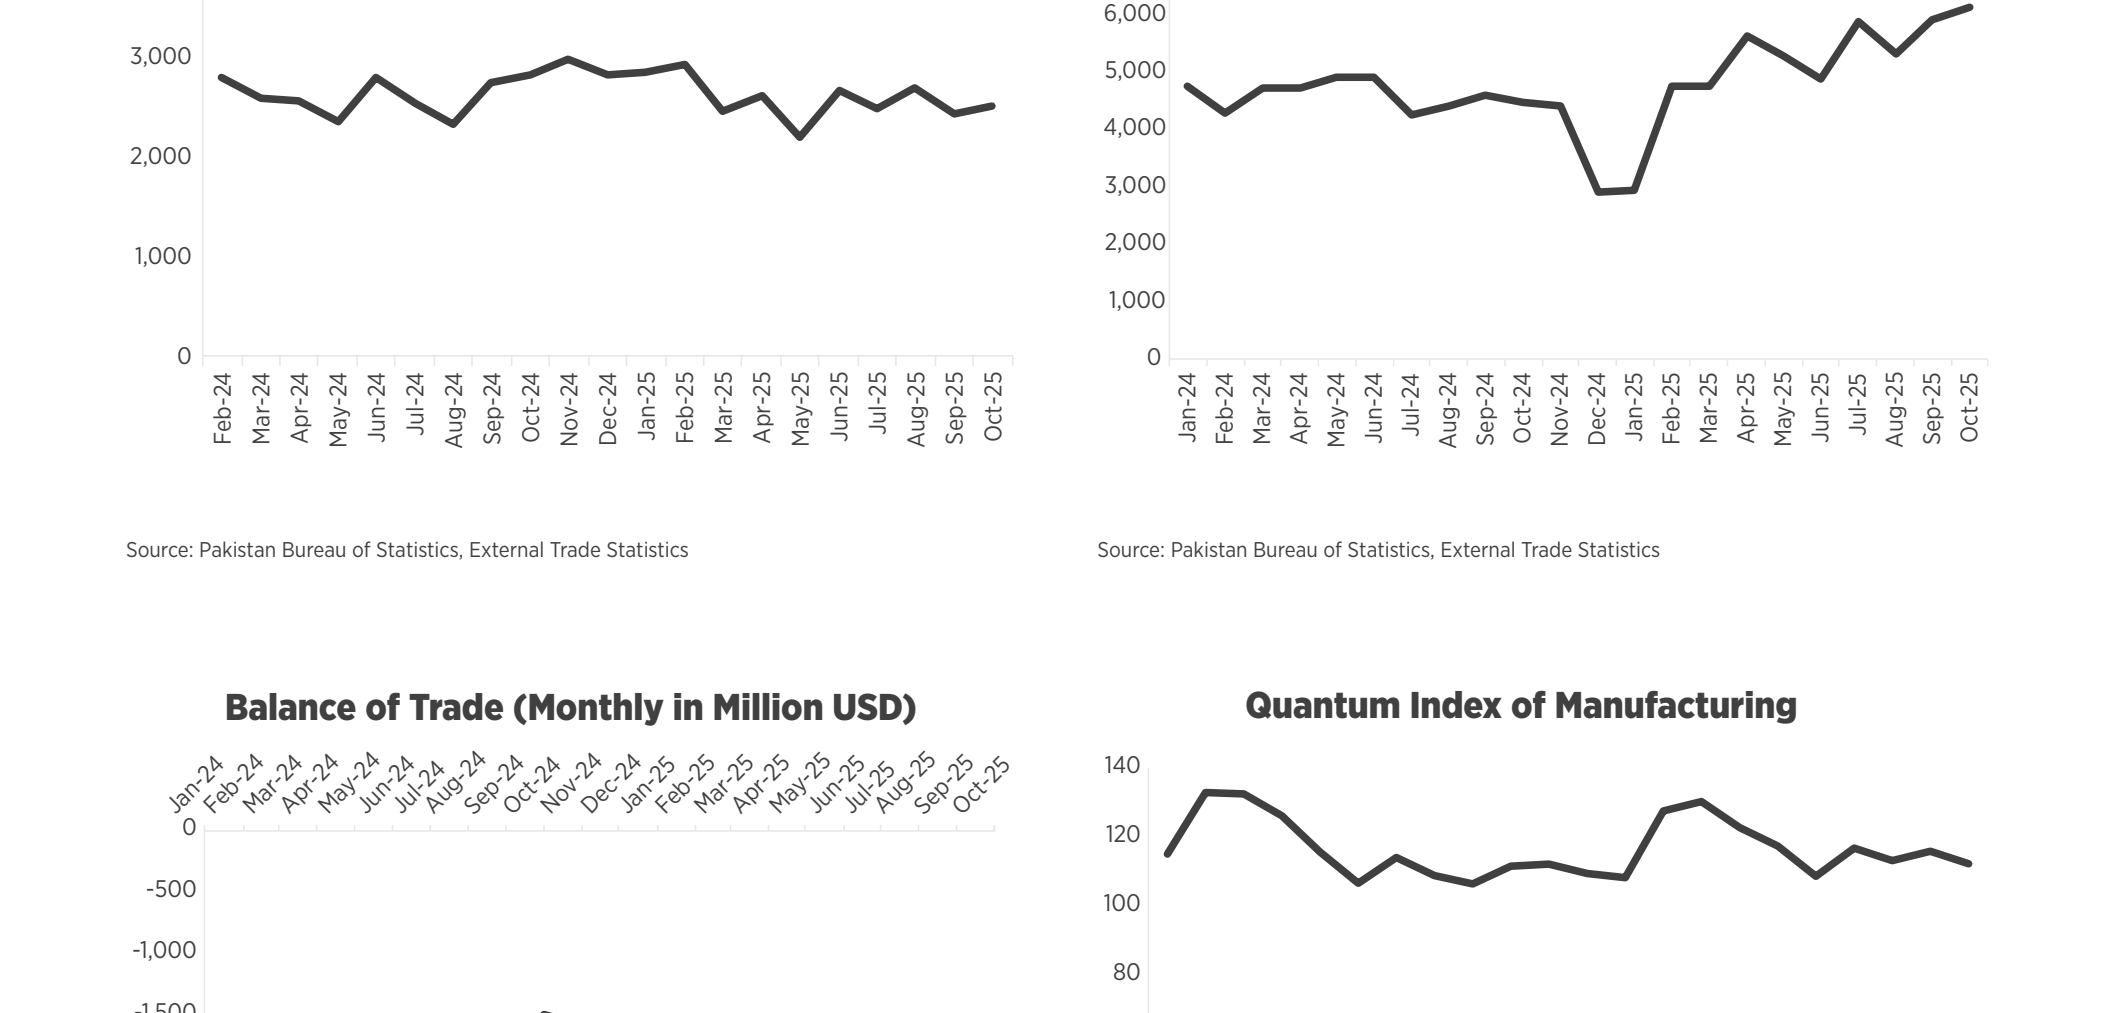 3,000
2,000
1,000
0
Feb-24
Mar-24
Apr-24
May-24
Jun-24
Jul-24
Aug-24
Sep-24
Oct-24
Nov-24
Dec-24
Jan-25
Feb-25
Mar-25
Apr-25
May-25
Jun-25
Jul-25
Aug-25
Sep-25
Oct-25
Source: Pakistan Bureau of Statistics, External Trade Statistics
6,000
5,000
4,000
3,000
2,000
1,000
0
Jan-24
Feb-24
Mar-24
Apr-24
May-24
Jun-24
Jul-24
Aug-24
Sep-24
Oct-24
Nov-24
Dec-24
Jan-25
Feb-25
Mar-25
Apr-25
May-25
Jun-25
Jul-25
Aug-25
Sep-25
Oct-25
Source: Pakistan Bureau of Statistics, External Trade Statistics
Balance of Trade (Monthly in Million USD)
Jan-24
Feb-24
Mar-24
Apr-24
May-24
Jun-24
Jul-24
Aug-24
Sep-24
Oct-24
Nov-24
Dec-24
Jan-25
Feb-25
Mar-25
Apr-25
May-25
Jun-25
Jul-25
Aug-25
Sep-25
Oct-25
0
-500
-1,000
-1,500
Quantum Index of Manufacturing
140
120
100
80